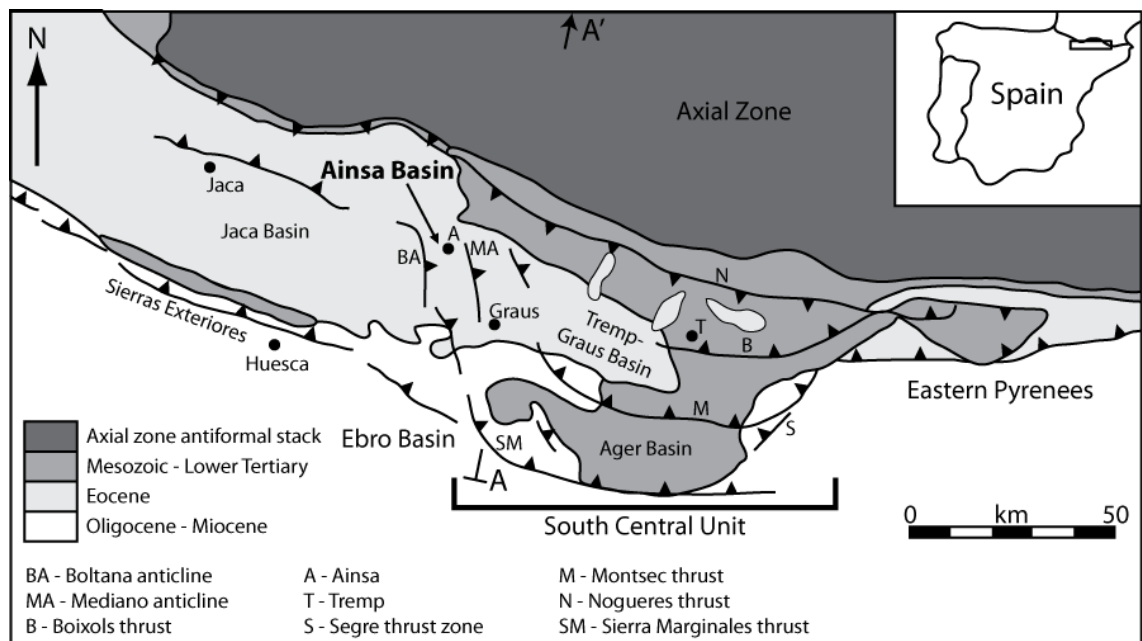 N
A'
Spain
Axial Zone
Ainsa Basin
Jaca
A
Jaca Basin
BA
MA
N
Sierras Exteriores
Graus
Tremp-
Graus Basin
T
B
Huesca
Eastern Pyrenees
M
S
Ebro Basin
SM
Ager Basin
A
South Central Unit
Axial zone antiformal stack
Mesozoic - Lower Tertiary
Eocene
Oligocene - Miocene
0 km 50
BA - Boltana anticline
MA - Mediano anticline
B - Boixols thrust
A - Ainsa
T - Tremp
S - Segre thrust zone
M - Montsec thrust
N - Nogueres thrust
SM - Sierra Marginales thrust